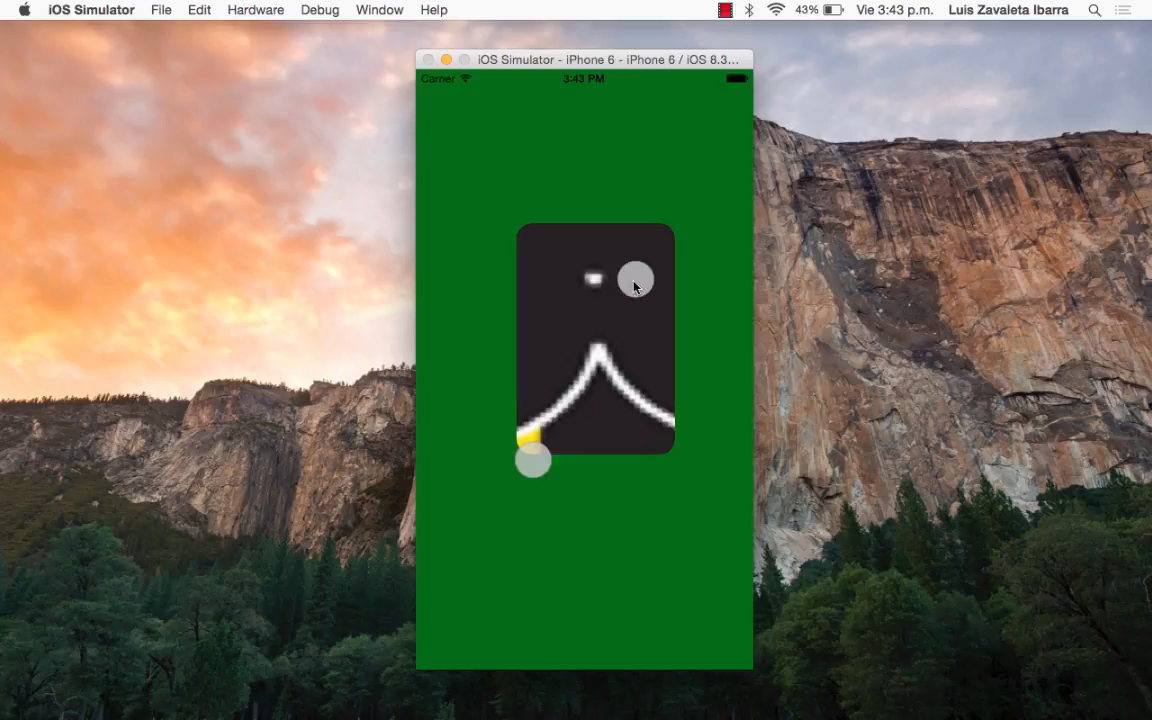 iOS Simulator File Edit Hardware Debug Window Help 43% Vie 3:43 p.m. Luis Zavaleta Ibarra
iOS Simulator - iPhone 6 - iPhone 6 / iOS 8.3...
Carrier 3:43 PM